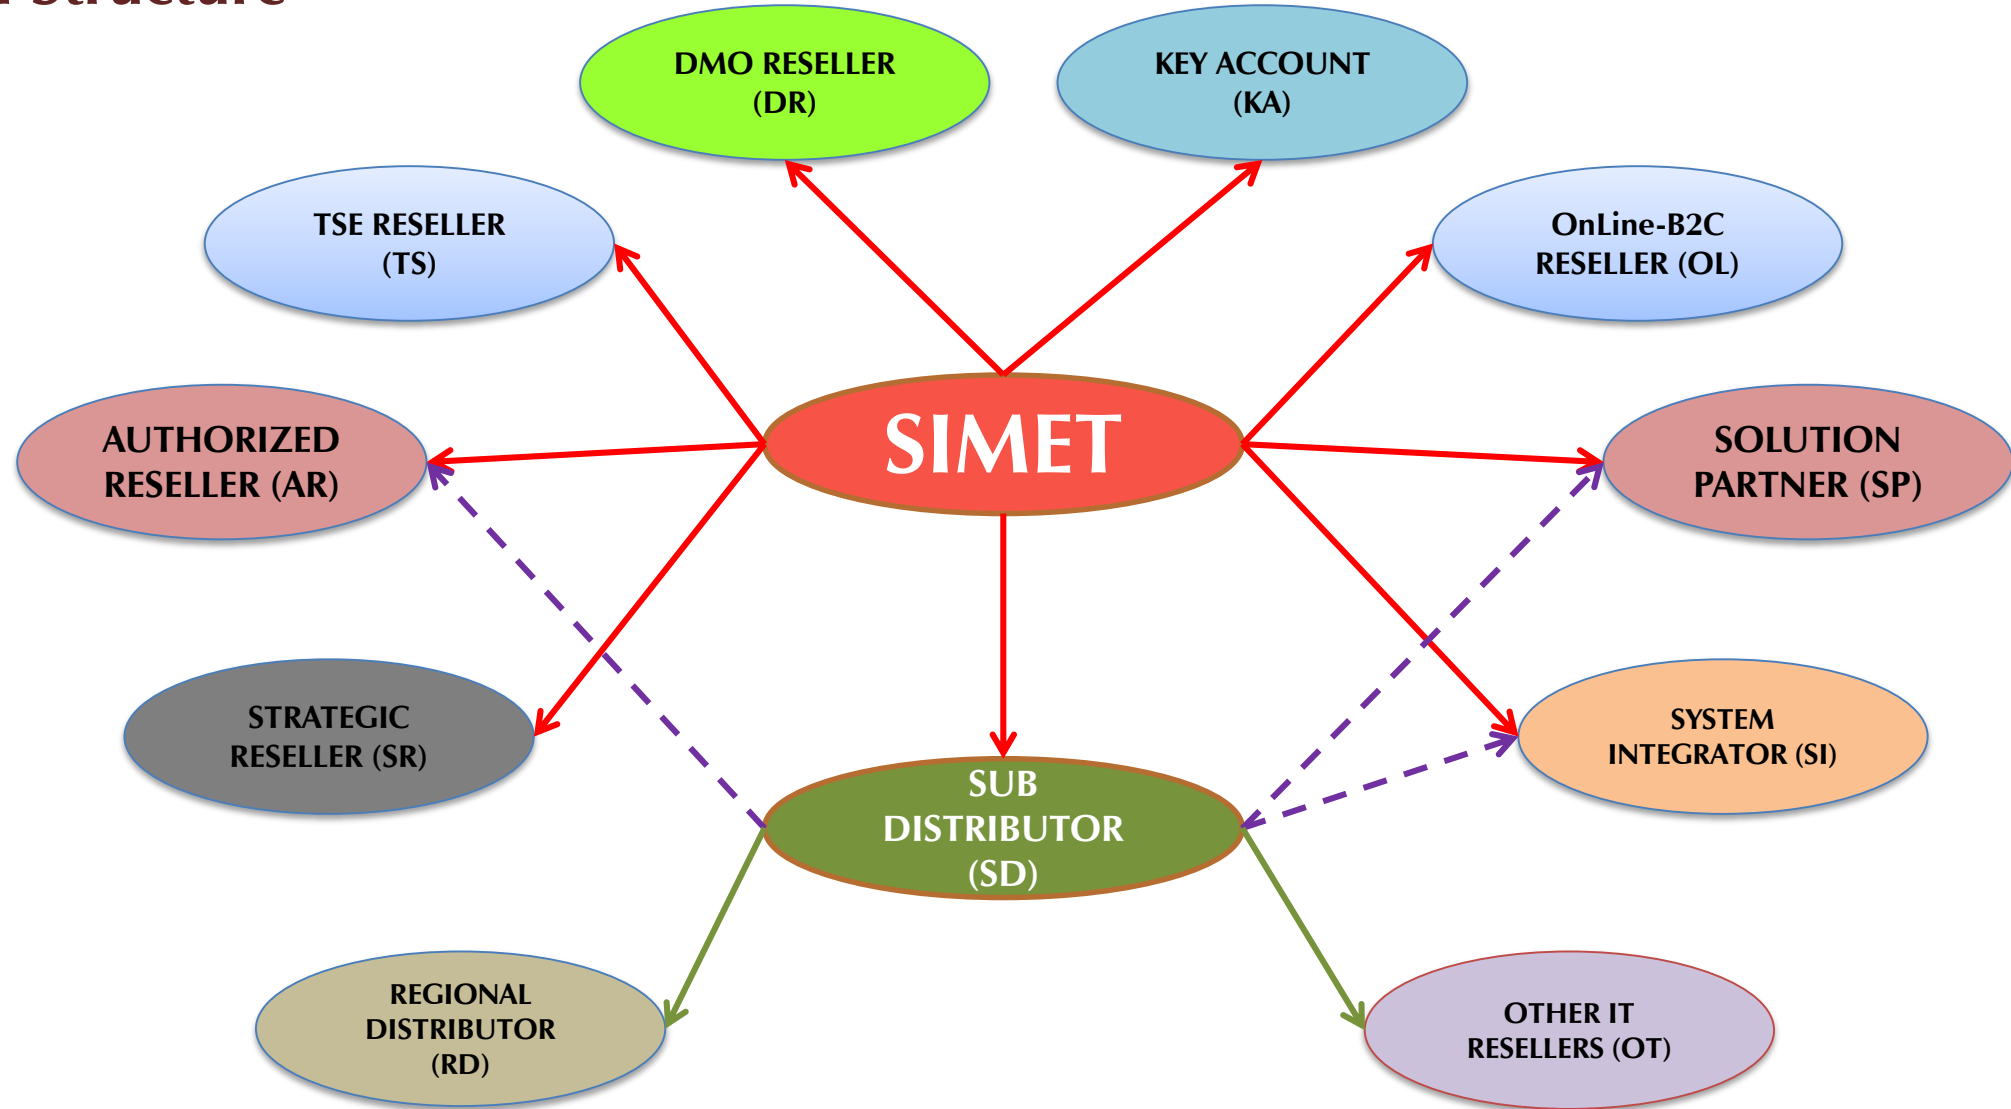 Structure
DMO RESELLER
(DR)
KEY ACCOUNT
(KA)
TSE RESELLER
(TS)
OnLine-B2C
RESELLER (OL)
SIMET
AUTHORIZED
RESELLER (AR)
SOLUTION
PARTNER (SP)
STRATEGIC
RESELLER (SR)
SYSTEM
INTEGRATOR (SI)
SUB
DISTRIBUTOR
(SD)
REGIONAL
DISTRIBUTOR
(RD)
OTHER IT
RESELLERS (OT)